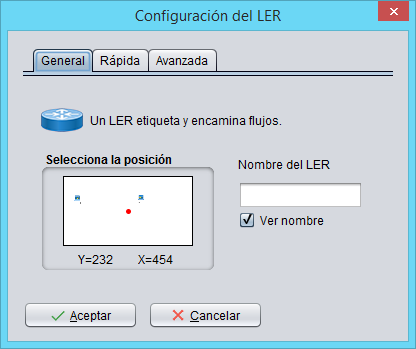 Configuración del LER
General Rápida Avanzada
Un LER etiqueta y encamina flujos.
Selecciona la posición
Nombre del LER
Ver nombre
Y=232 X=454
Aceptar Cancelar